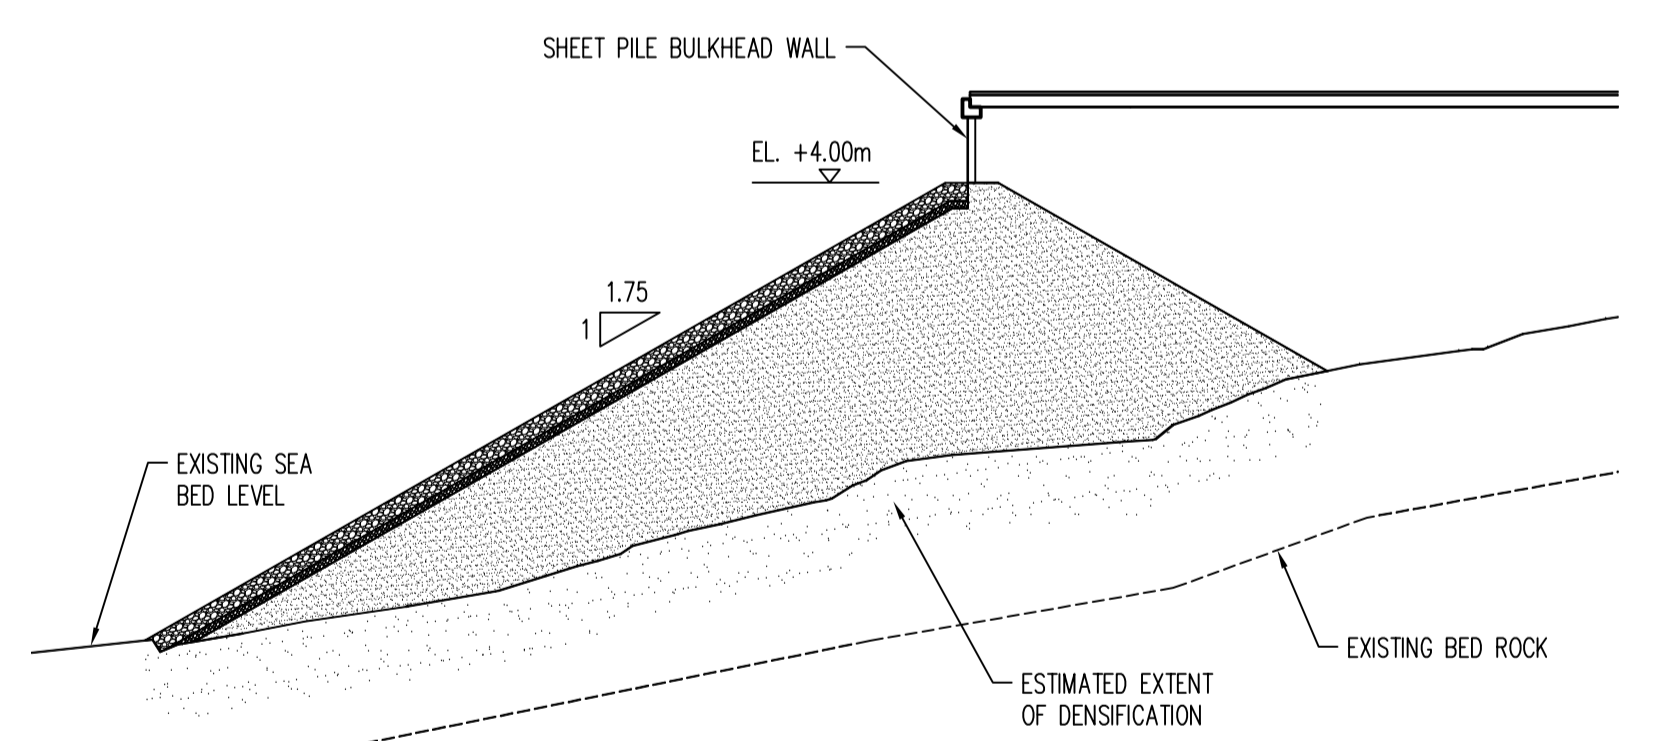 SHEET PILE BULKHEAD WALL
EL. +4.00m
1.75
1
EXISTING SEA
BED LEVEL
EXISTING BED ROCK
ESTIMATED EXTENT
OF DENSIFICATION